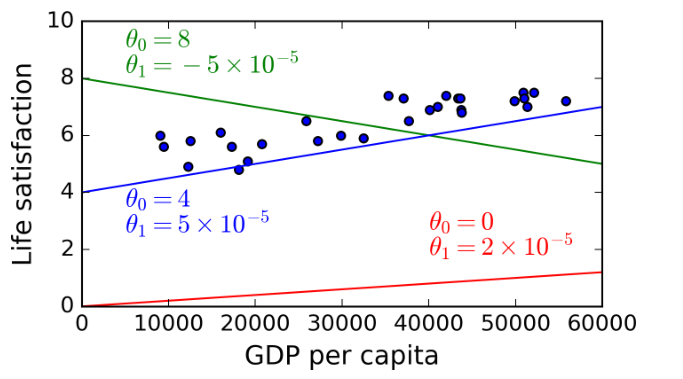 10
8
6
4
2
0
Life satisfaction
θ₀ = 8
θ₁ = − 5 × 10⁻⁵
θ₀ = 4
θ₁ = 5 × 10⁻⁵
θ₀ = 0
θ₁ = 2 × 10⁻⁵
0 10000 20000 30000 40000 50000 60000
GDP per capita